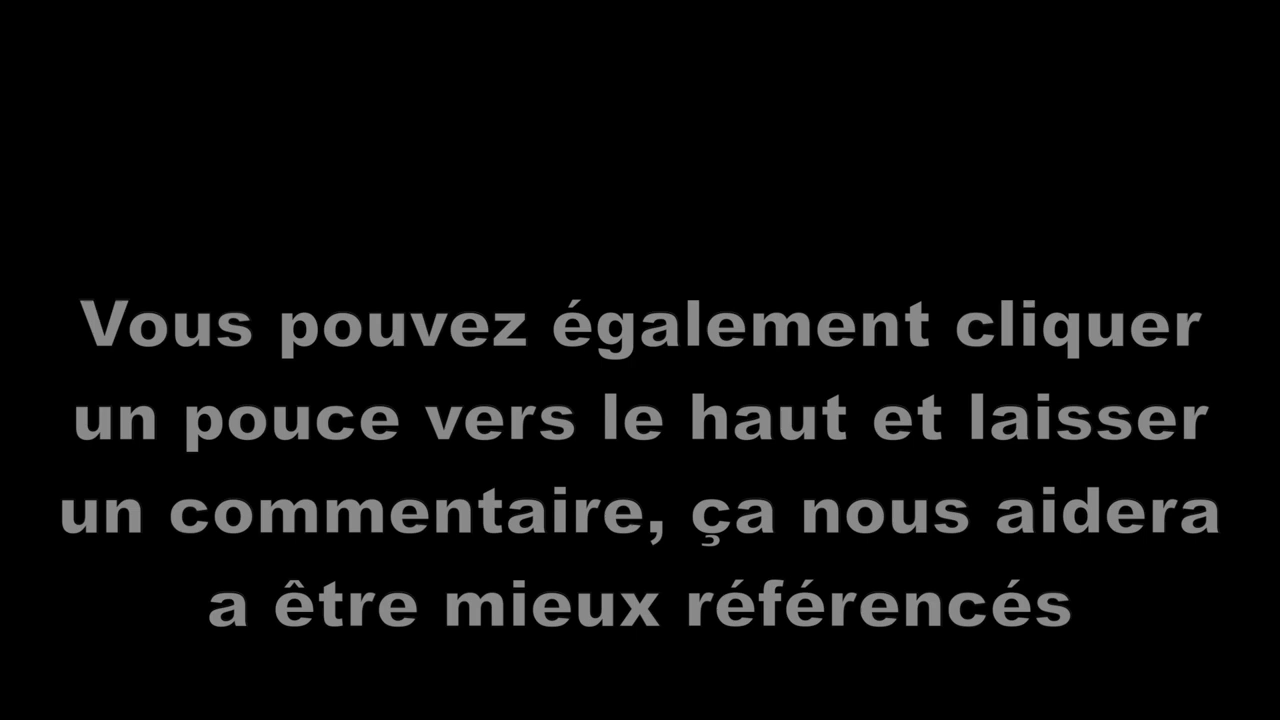 Vous pouvez également cliquer
un pouce vers le haut et laisser
un commentaire, ça nous aidera
a être mieux référencés